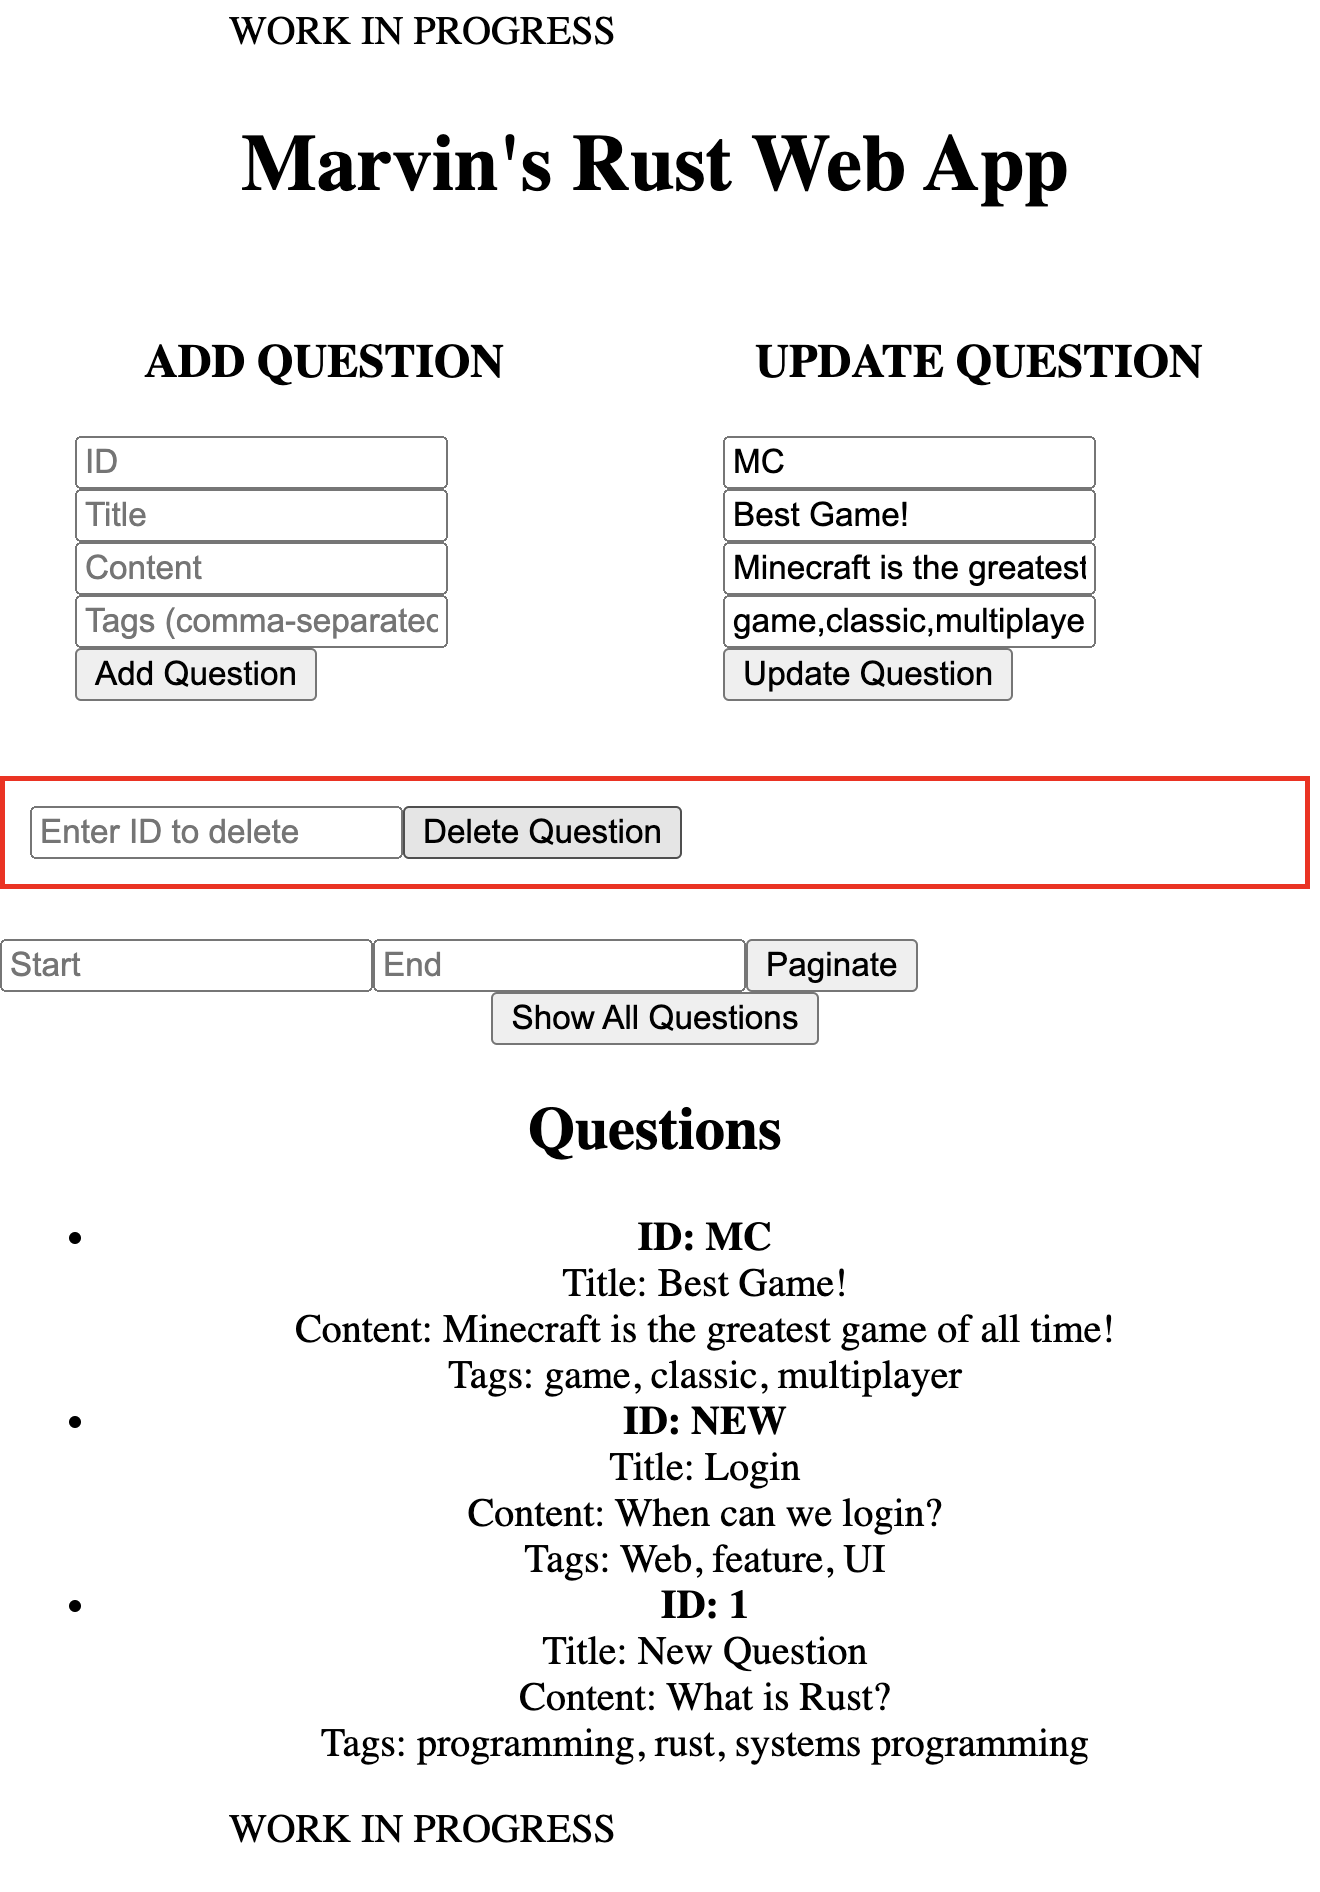 WORK IN PROGRESS
Marvin's Rust Web App
ADD QUESTION
ID
Title
Content
Tags (comma-separated
Add Question
UPDATE QUESTION
MC
Best Game!
Minecraft is the greatest
game,classic,multiplaye
Update Question
Enter ID to delete
Delete Question
Start
End
Paginate
Show All Questions
Questions
ID: MC
Title: Best Game!
Content: Minecraft is the greatest game of all time!
Tags: game, classic, multiplayer
ID: NEW
Title: Login
Content: When can we login?
Tags: Web, feature, UI
ID: 1
Title: New Question
Content: What is Rust?
Tags: programming, rust, systems programming
WORK IN PROGRESS